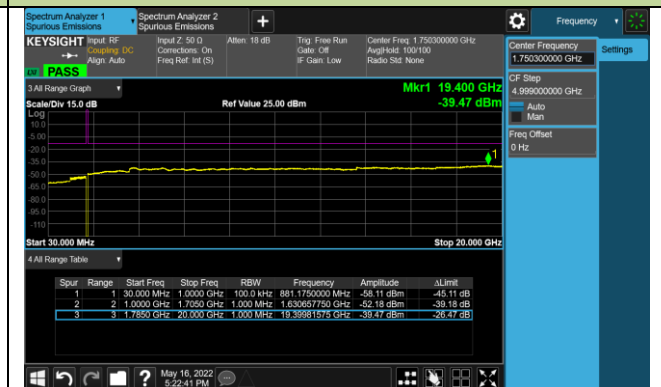 Spectrum Analyzer 1
Spurious Emissions
Spectrum Analyzer 2
Spurious Emissions
+
Frequency
KEYSIGHT
Input: RF
Coupling: DC
Align: Auto
Input Z: 50 Ω
Corrections: On
Freq Ref: Int (S)
Atten: 18 dB
Trig: Free Run
Gate: Off
IF Gain: Low
Center Freq: 1.750300000 GHz
Avg|Hold: 100/100
Radio Std: None
LXI
PASS
Center Frequency
1.750300000 GHz
Settings
CF Step
4.999000000 GHz
Auto
Man
Freq Offset
0 Hz
3 All Range Graph
Mkr1 19.400 GHz
Scale/Div 15.0 dB
Ref Value 25.00 dBm
-39.47 dBm
Log
10.0
-5.00
-20.0
-35.0
-50.0
-65.0
-80.0
-95.0
-110
1
Start 30.000 MHz
Stop 20.000 GHz
4 All Range Table
Spur Range Start Freq Stop Freq RBW Frequency Amplitude ΔLimit
1 1 30.000 MHz 1.0000 GHz 100.0 kHz 881.1750000 MHz -58.11 dBm -45.11 dB
2 2 1.0000 GHz 1.7050 GHz 1.000 MHz 1.630657750 GHz -52.18 dBm -39.18 dB
3 3 1.7850 GHz 20.000 GHz 1.000 MHz 19.39981575 GHz -39.47 dBm -26.47 dB
?
May 16, 2022
5:22:41 PM